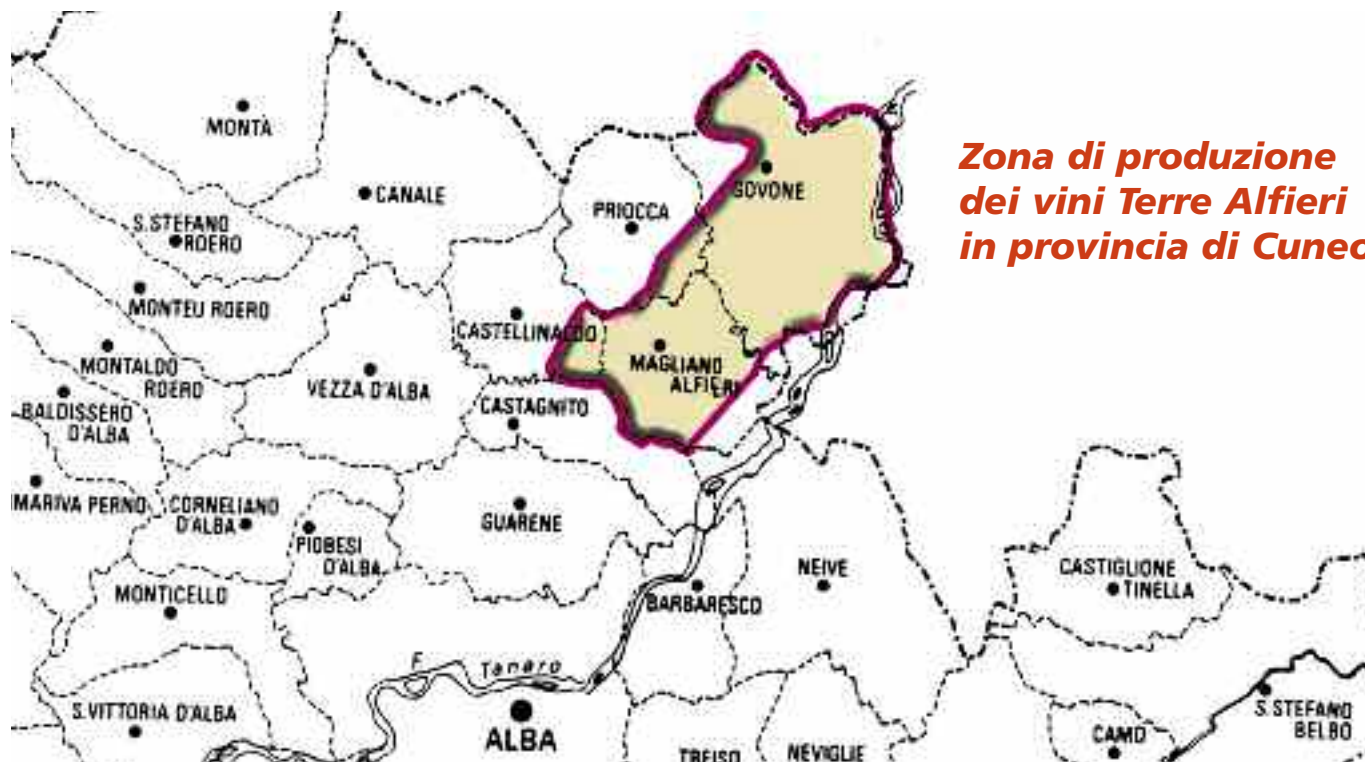 Zona di produzione
dei vini Terre Alfieri
in provincia di Cuneo
MONTÀ
CANALE
S. STEFANO
ROERO
PRIOCCA
GOVONE
MONTEU ROERO
CASTELLINALDO
MONTALDO
ROERO
MAGLIANO
ALFIERI
VEZZA D'ALBA
BALDISSERO
D'ALBA
CASTAGNITO
MARIVA PERNO
CORNELIANO
D'ALBA
PIOBESI
D'ALBA
GUARENE
MONTICELLO
BARBARESCO
NEIVE
CASTIGLIONE
TINELLA
F. Tanaro
S. VITTORIA D'ALBA
ALBA
TREISO
NEVIGLIE
CAMO
S. STEFANO
BELBO